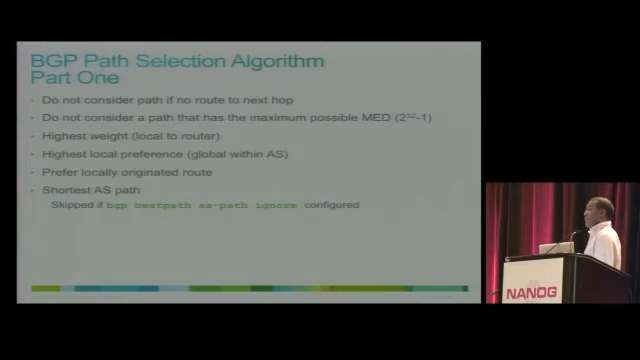 BGP Path Selection Algorithm
Part One
- Do not consider path if no route to next hop
- Do not consider a path that has the maximum possible MED (2³²-1)
- Highest weight (local to router)
- Highest local preference (global within AS)
- Prefer locally originated route
- Shortest AS path
Skipped if bgp bestpath as-path ignore configured
NANOG